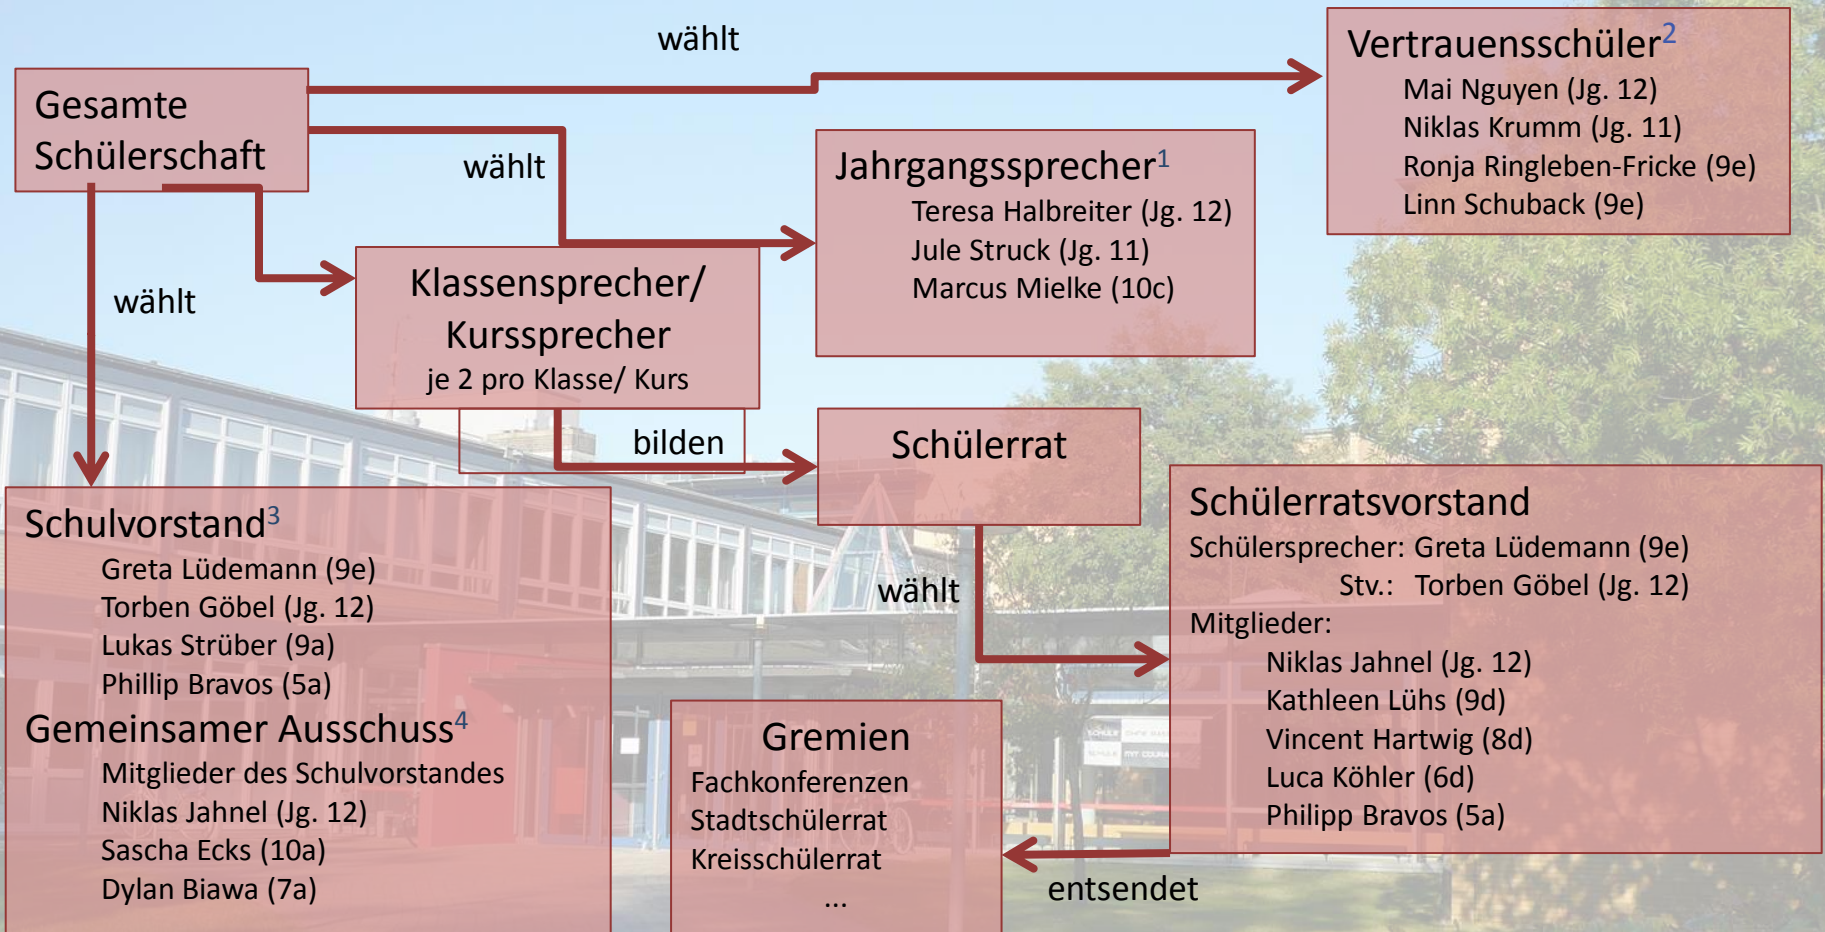 wählt
Vertrauensschüler²
Mai Nguyen (Jg. 12)
Niklas Krumm (Jg. 11)
Ronja Ringleben-Fricke (9e)
Linn Schuback (9e)
Gesamte
Schülerschaft
wählt
Jahrgangssprecher¹
Teresa Halbreiter (Jg. 12)
Jule Struck (Jg. 11)
Marcus Mielke (10c)
wählt
Klassensprecher/
Kurssprecher
je 2 pro Klasse/ Kurs
bilden
Schülerrat
Schulvorstand³
Greta Lüdemann (9e)
Torben Göbel (Jg. 12)
Lukas Strüber (9a)
Phillip Bravos (5a)
Gemeinsamer Ausschuss⁴
Mitglieder des Schulvorstandes
Niklas Jahnel (Jg. 12)
Sascha Ecks (10a)
Dylan Biawa (7a)
wählt
Schülerratsvorstand
Schülersprecher: Greta Lüdemann (9e)
Stv.: Torben Göbel (Jg. 12)
Mitglieder:
Niklas Jahnel (Jg. 12)
Kathleen Lühs (9d)
Vincent Hartwig (8d)
Luca Köhler (6d)
Philipp Bravos (5a)
Gremien
Fachkonferenzen
Stadtschülerrat
Kreisschülerrat
...
entsendet
SCHULE
MIT COURAGE